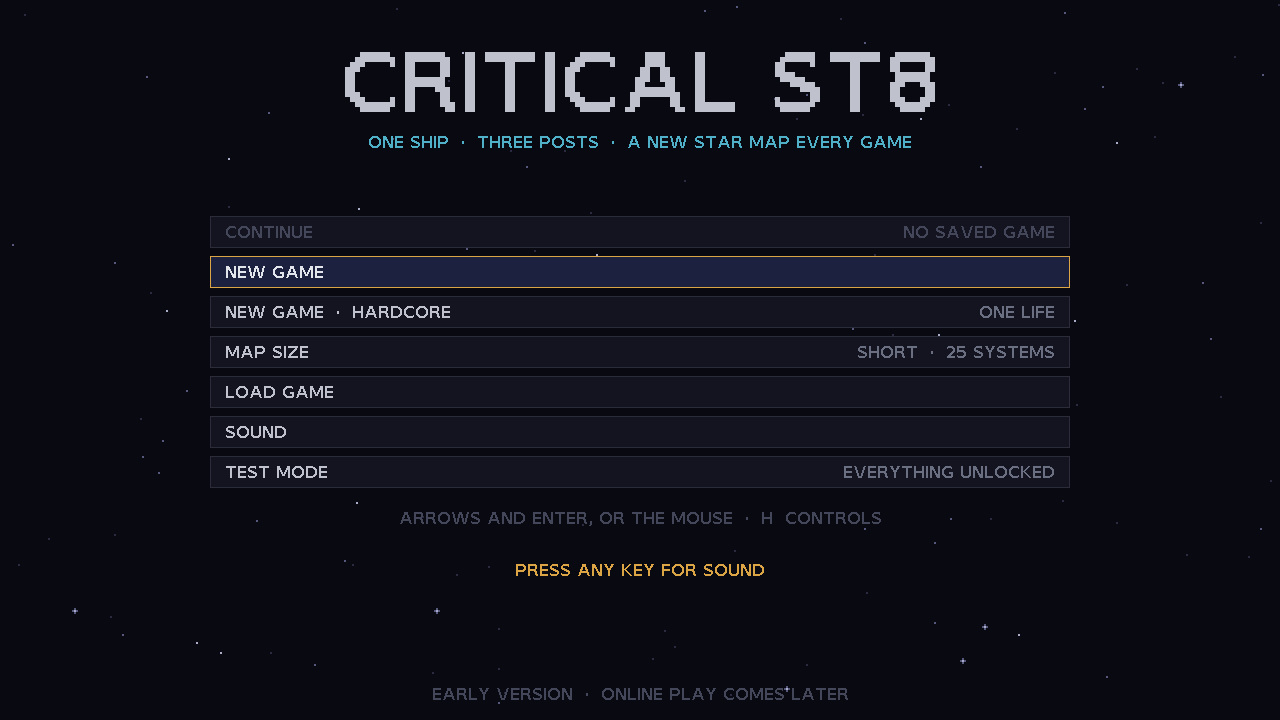 CRITICAL ST8
ONE SHIP · THREE POSTS · A NEW STAR MAP EVERY GAME
CONTINUE NO SAVED GAME
NEW GAME
NEW GAME · HARDCORE ONE LIFE
MAP SIZE SHORT · 25 SYSTEMS
LOAD GAME
SOUND
TEST MODE EVERYTHING UNLOCKED
ARROWS AND ENTER, OR THE MOUSE · H CONTROLS
PRESS ANY KEY FOR SOUND
EARLY VERSION · ONLINE PLAY COMES LATER